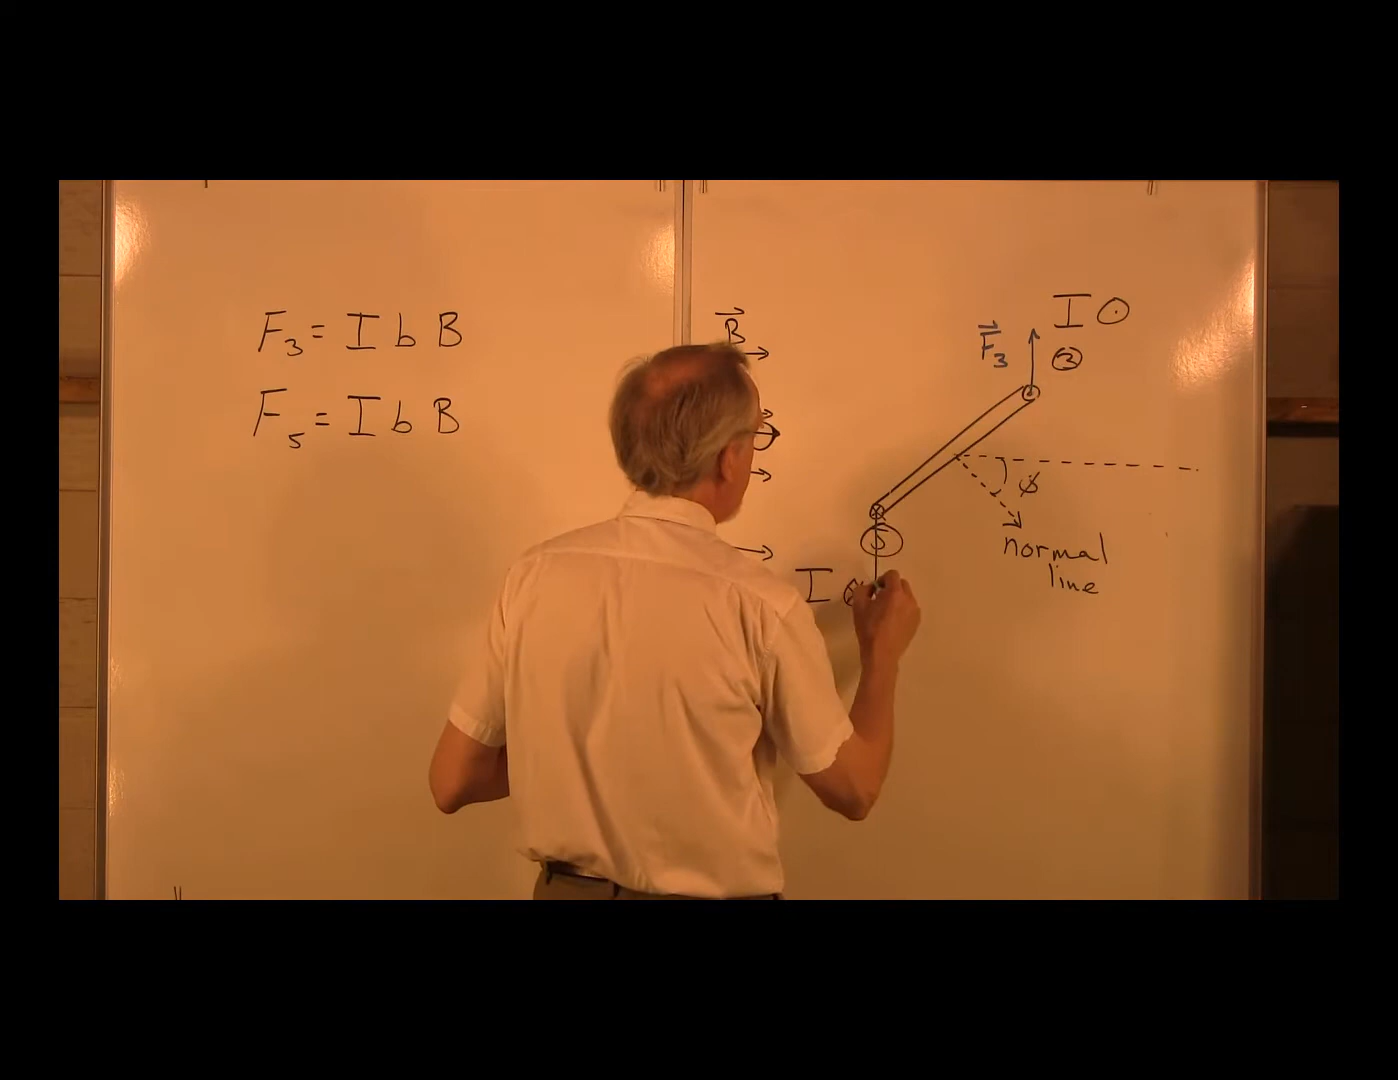 F₃ = I b B
F₅ = I b B
B
I ⊙
F₃
3
ϕ
5
normal
line
I